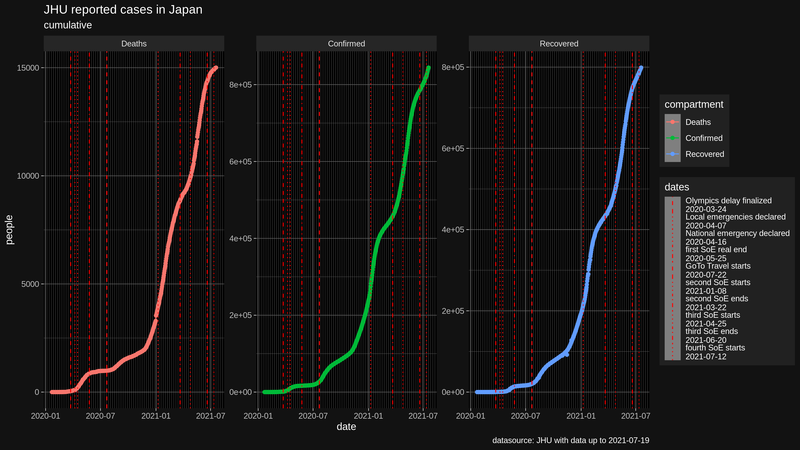 JHU reported cases in Japan
cumulative
Deaths
Confirmed
Recovered
people
15000
10000
5000
0
8e+05
6e+05
4e+05
2e+05
0e+00
8e+05
6e+05
4e+05
2e+05
0e+00
2020-01 2020-07 2021-01 2021-07
2020-01 2020-07 2021-01 2021-07
2020-01 2020-07 2021-01 2021-07
date
compartment
Deaths
Confirmed
Recovered
dates
Olympics delay finalized
2020-03-24
Local emergencies declared
2020-04-07
National emergency declared
2020-04-16
first SoE real end
2020-05-25
GoTo Travel starts
2020-07-22
second SoE starts
2021-01-08
second SoE ends
2021-03-22
third SoE starts
2021-04-25
third SoE ends
2021-06-20
fourth SoE starts
2021-07-12
datasource: JHU with data up to 2021-07-19